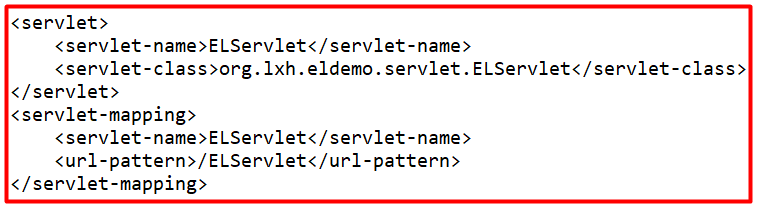 <servlet>
    <servlet-name>ELServlet</servlet-name>
    <servlet-class>org.lxh.eldemo.servlet.ELServlet</servlet-class>
</servlet>
<servlet-mapping>
    <servlet-name>ELServlet</servlet-name>
    <url-pattern>/ELServlet</url-pattern>
</servlet-mapping>